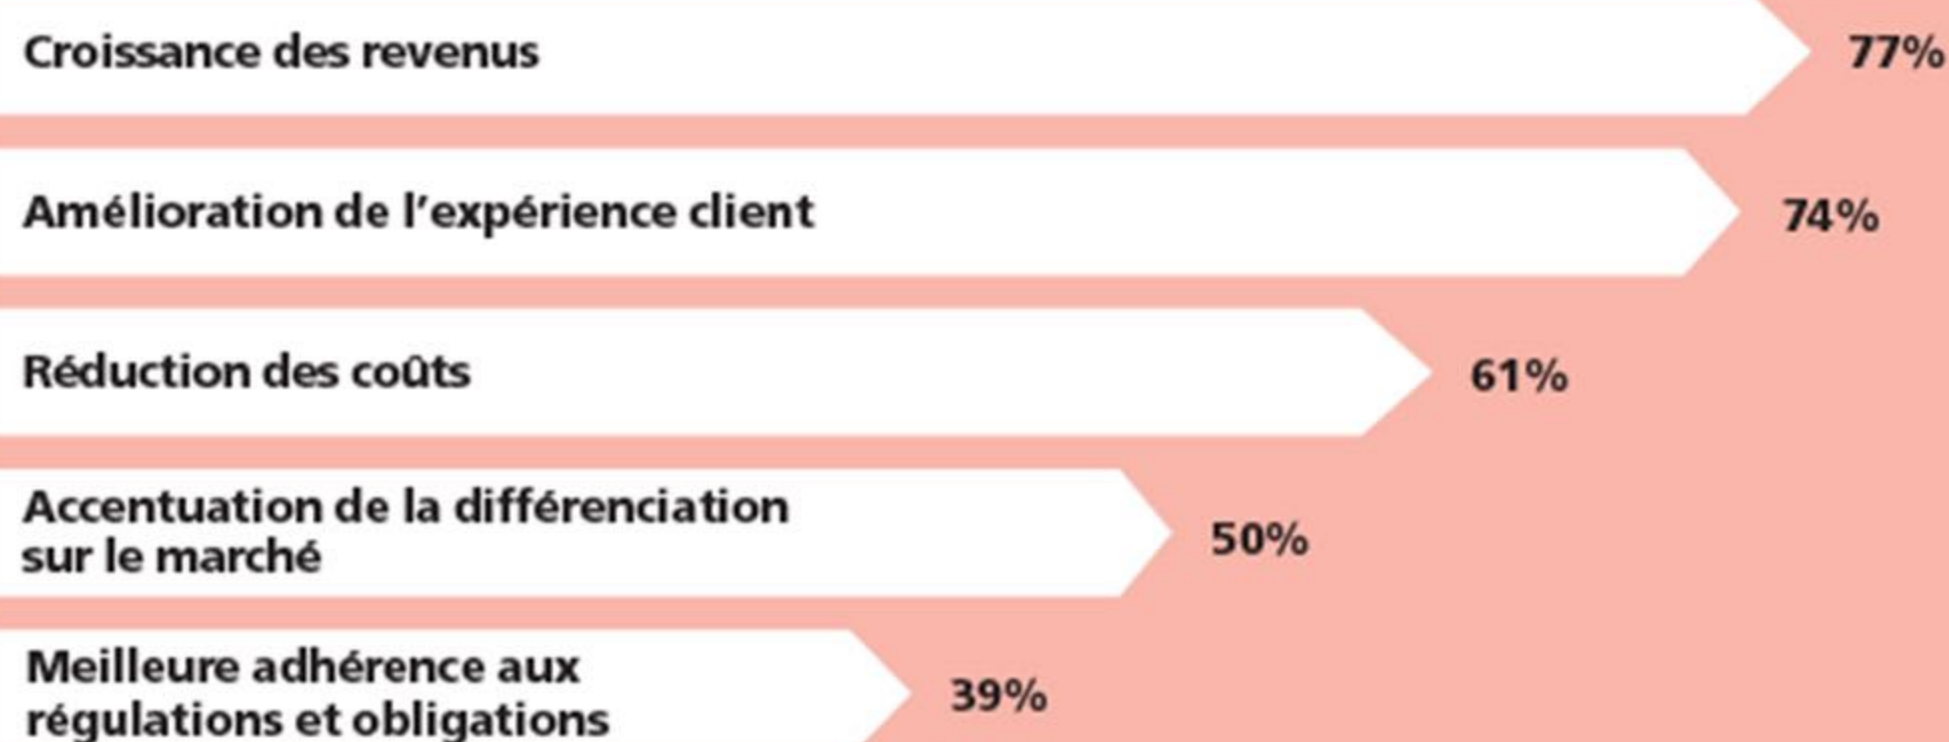 Croissance des revenus 77%
Amélioration de l’expérience client 74%
Réduction des coûts 61%
Accentuation de la différenciation
sur le marché 50%
Meilleure adhérence aux
régulations et obligations 39%